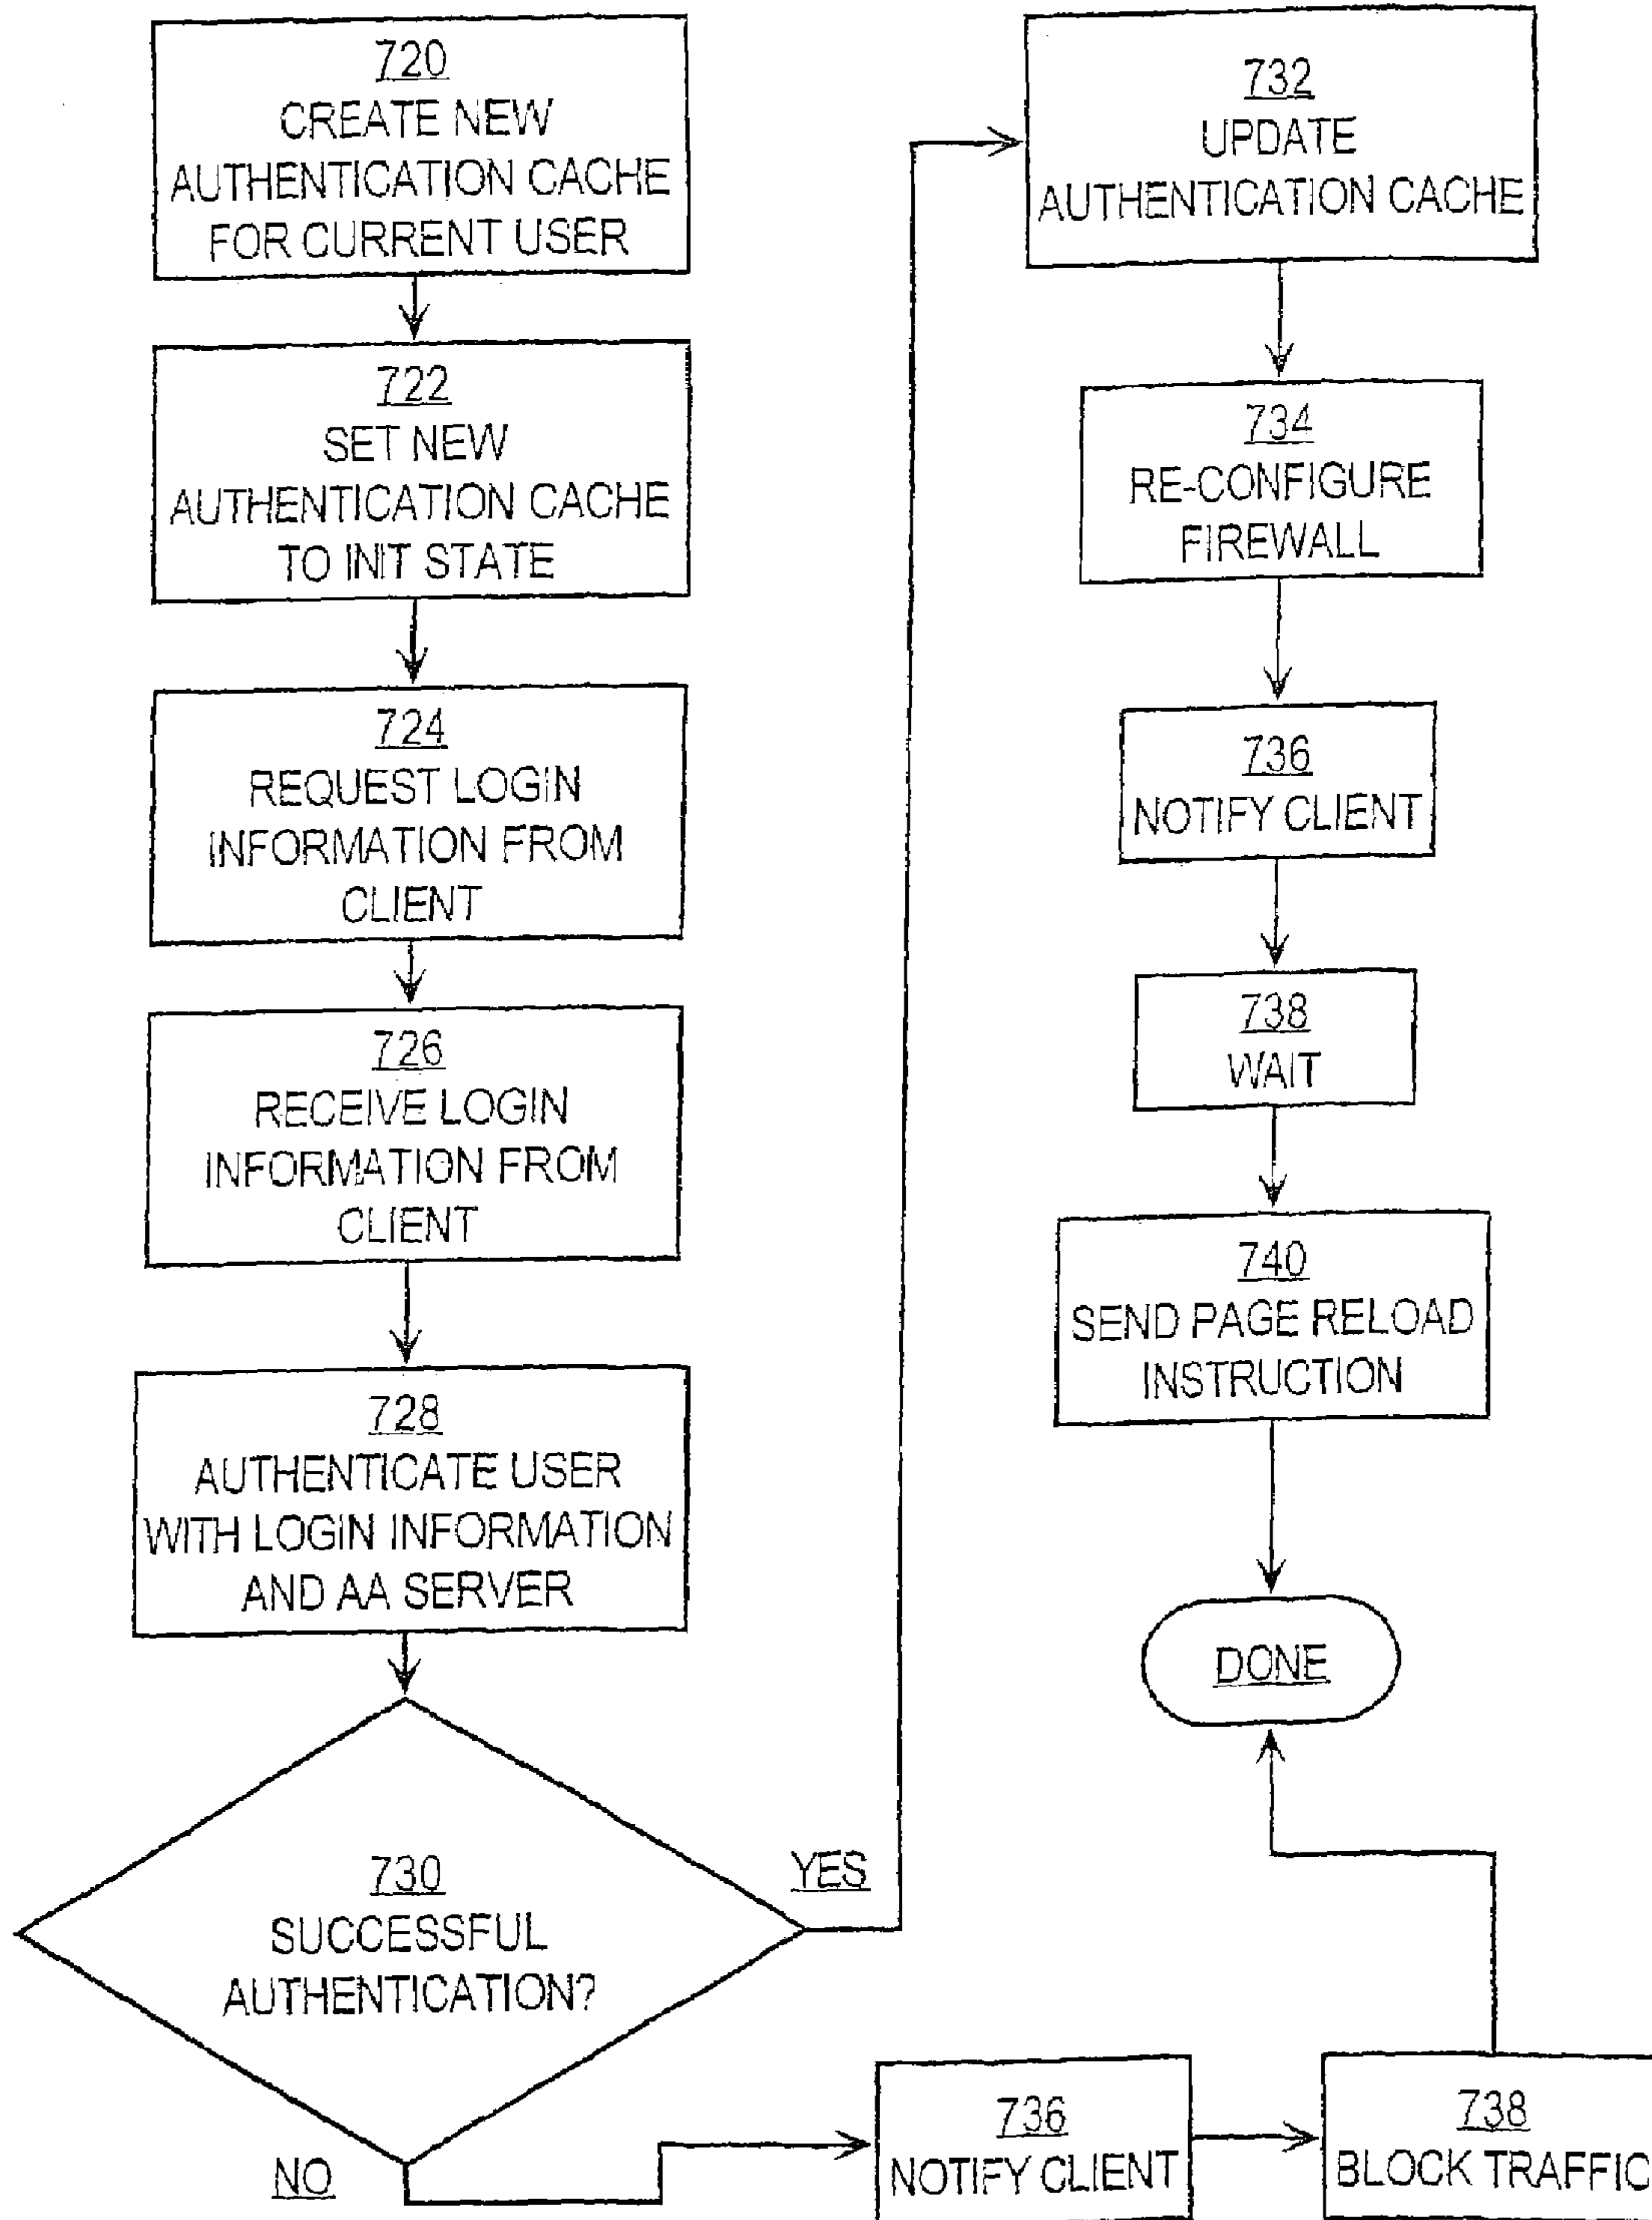 720
CREATE NEW
AUTHENTICATION CACHE
FOR CURRENT USER
722
SET NEW
AUTHENTICATION CACHE
TO INIT STATE
724
REQUEST LOGIN
INFORMATION FROM
CLIENT
726
RECEIVE LOGIN
INFORMATION FROM
CLIENT
728
AUTHENTICATE USER
WITH LOGIN INFORMATION
AND AA SERVER
730
SUCCESSFUL
AUTHENTICATION?
YES
NO
732
UPDATE
AUTHENTICATION CACHE
734
RE-CONFIGURE
FIREWALL
736
NOTIFY CLIENT
738
WAIT
740
SEND PAGE RELOAD
INSTRUCTION
DONE
736
NOTIFY CLIENT
738
BLOCK TRAFFIC